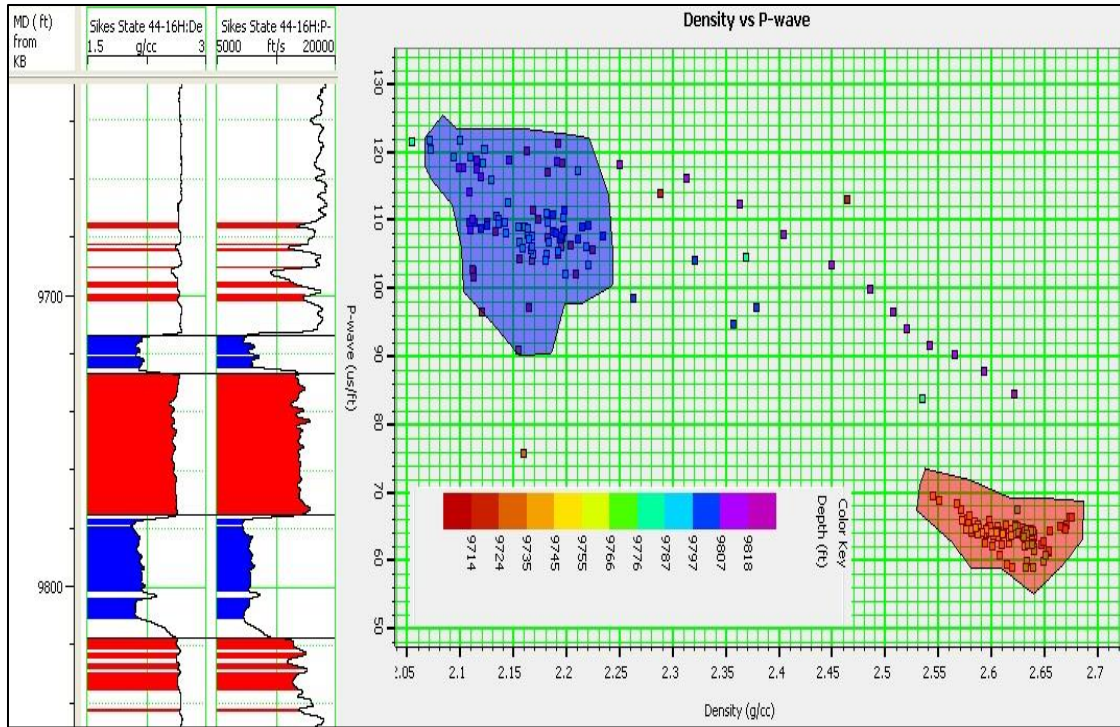 MD (ft)
from
KB
Sikes State 44-16H:De
1.5 g/cc 3
Sikes State 44-16H:P-
5000 ft/s 20000
9700
9800
Density vs P-wave
P-wave (us/ft)
130
120
110
100
90
80
70
60
50
Color Key
Depth (ft)
9714
9724
9735
9745
9755
9766
9776
9787
9797
9807
9818
2.05 2.1 2.15 2.2 2.25 2.3 2.35 2.4 2.45 2.5 2.55 2.6 2.65 2.7
Density (g/cc)